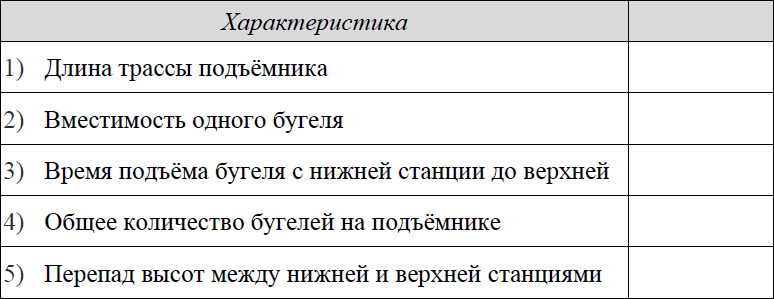 Характеристика
1) Длина трассы подъёмника
2) Вместимость одного бугеля
3) Время подъёма бугеля с нижней станции до верхней
4) Общее количество бугелей на подъёмнике
5) Перепад высот между нижней и верхней станциями